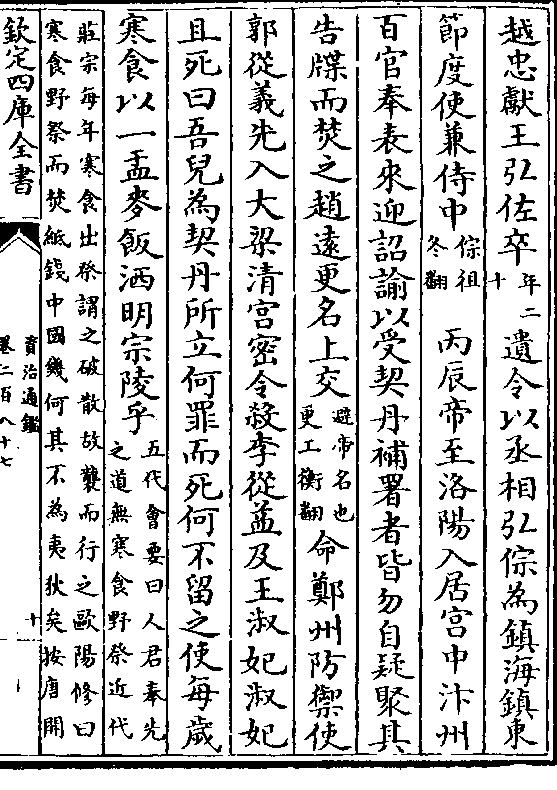 越忠獻王弘佐卒年二十遺令以丞相弘倧為鎮海鎮東
節度使兼侍中倧祖冬翻 丙辰帝至洛陽入居宫中汴州
百官奉表來迎詔諭以受契丹補署者皆勿自疑聚其
告牒而焚之趙遠更名上交避帝名也更工衡翻命鄭州防禦使
郭從義先入大梁清宫密令殺李從益及王淑妃淑妃
且死曰吾兒為契丹所立何罪而死何不留之使每歲
寒食以一盂麥飯洒明宗陵乎五代會要曰人君奉先之道無寒食野祭近代
莊宗每年寒食出祭謂之破散故襲而行之歐陽修曰
寒食野祭而焚紙錢中國幾何其不為夷狄矣按唐開
欽定四庫全書
資治通鑑
卷二百八十七
十